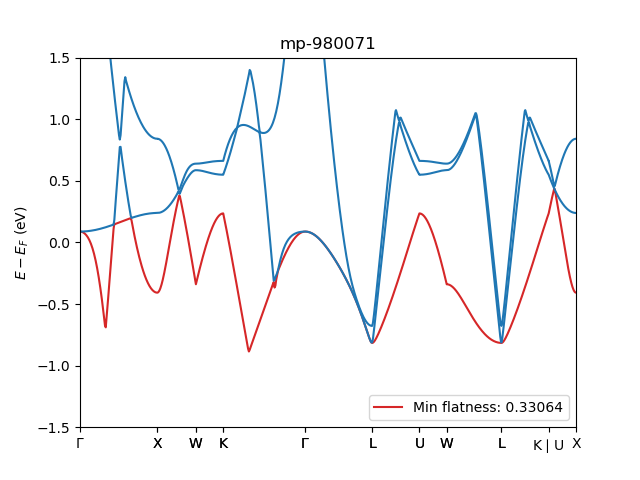 mp-980071
E − E_F (eV)
1.5
1.0
0.5
0.0
−0.5
−1.0
−1.5
Min flatness: 0.33064
Γ X W K Γ L U W L K | U X